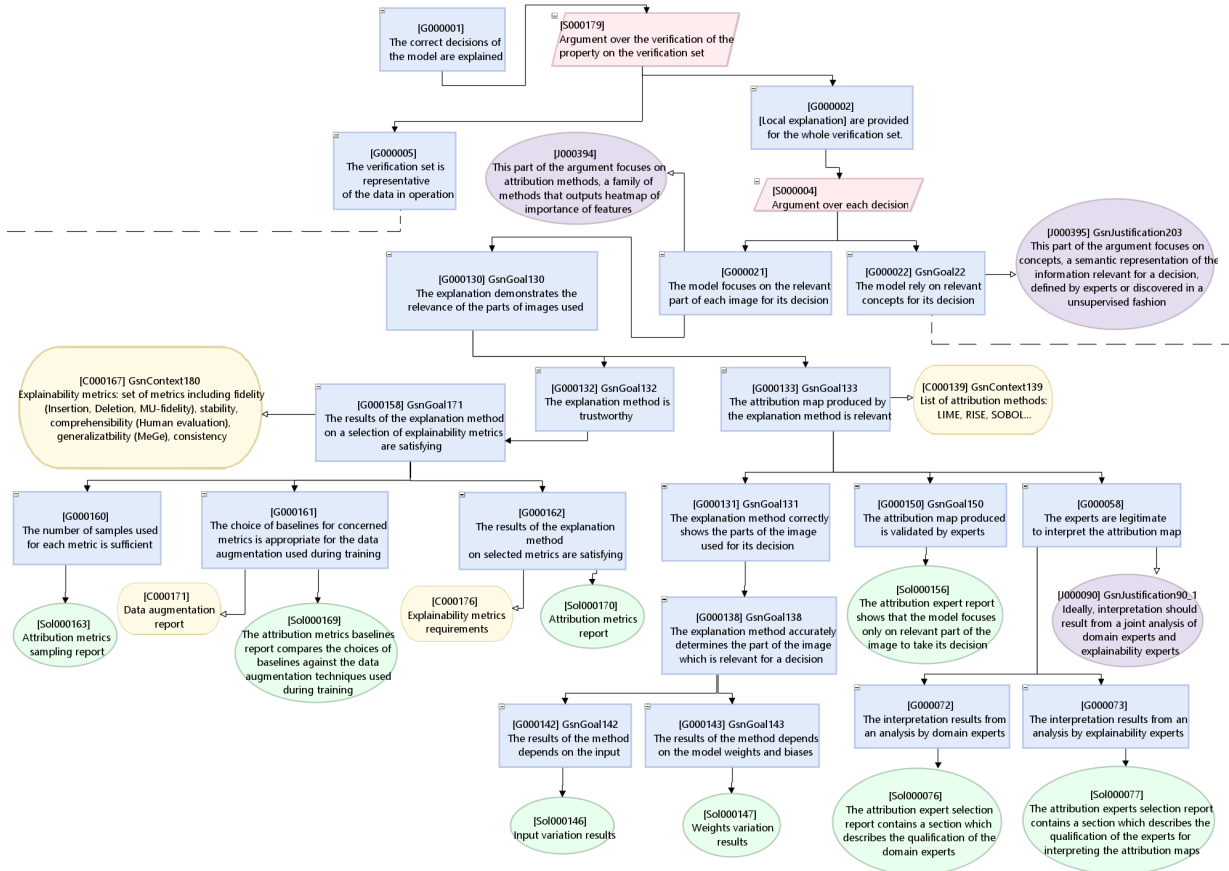 [G000001]
The correct decisions of
the model are explained
[S000179]
Argument over the verification of the
property on the verification set
[G000002]
[Local explanation] are provided
for the whole verification set.
[G000005]
The verification set is
representative
of the data in operation
[J000394]
This part of the argument focuses on
attribution methods, a family of
methods that outputs heatmap of
importance of features
[S000004]
Argument over each decision
[J000395] GsnJustification203
This part of the argument focuses on
concepts, a semantic representation of the
information relevant for a decision,
defined by experts or discovered in a
unsupervised fashion
[G000130] GsnGoal130
The explanation demonstrates the
relevance of the parts of images used
[G000021]
The model focuses on the relevant
part of each image for its decision
[G000022] GsnGoal22
The model rely on relevant
concepts for its decision
[C000167] GsnContext180
Explainability metrics: set of metrics including fidelity
(Insertion, Deletion, MU-fidelity), stability,
comprehensibility (Human evaluation),
generalizatbility (MeGe), consistency
[G000158] GsnGoal171
The results of the explanation method
on a selection of explainability metrics
are satisfying
[G000132] GsnGoal132
The explanation method is
trustworthy
[G000133] GsnGoal133
The attribution map produced
by the explanation method is relevant
[C000139] GsnContext139
List of attribution methods:
LIME, RISE, SOBOL...
[G000160]
The number of samples used
for each metric is sufficient
[G000161]
The choice of baselines for concerned
metrics is appropriate for the data
augmentation used during training
[G000162]
The results of the explanation
method
on selected metrics are satisfying
[G000131] GsnGoal131
The explanation method correctly
shows the parts of the image
used for its decision
[G000150] GsnGoal150
The attribution map produced
is validated by experts
[G000058]
The experts are legitimate
to interpret the attribution map
[Sol000163]
Attribution metrics
sampling report
[C000171]
Data augmentation
report
[Sol000169]
The attribution metrics baselines
report compares the choices of
baselines against the data
augmentation techniques used
during training
[C000176]
Explainability metrics
requirements
[Sol000170]
Attribution metrics
report
[G000138] GsnGoal138
The explanation method accurately
determines the part of the image
which is relevant for a decision
[Sol000156]
The attribution expert report
shows that the model focuses
only on relevant part of the
image to take its decision
[J000090] GsnJustification90_1
Ideally, interpretation should
result from a joint analysis of
domain experts and
explainability experts
[G000142] GsnGoal142
The results of the method
depends on the input
[G000143] GsnGoal143
The results of the method depends
on the model weights and biases
[G000072]
The interpretation results from
an analysis by domain experts
[G000073]
The interpretation results from an
analysis by explainability experts
[Sol000146]
Input variation results
[Sol000147]
Weights variation
results
[Sol000076]
The attribution expert selection
report contains a section which
describes the qualification of the
domain experts
[Sol000077]
The attribution experts selection report
contains a section which describes the
qualification of the experts for
interpreting the attribution maps